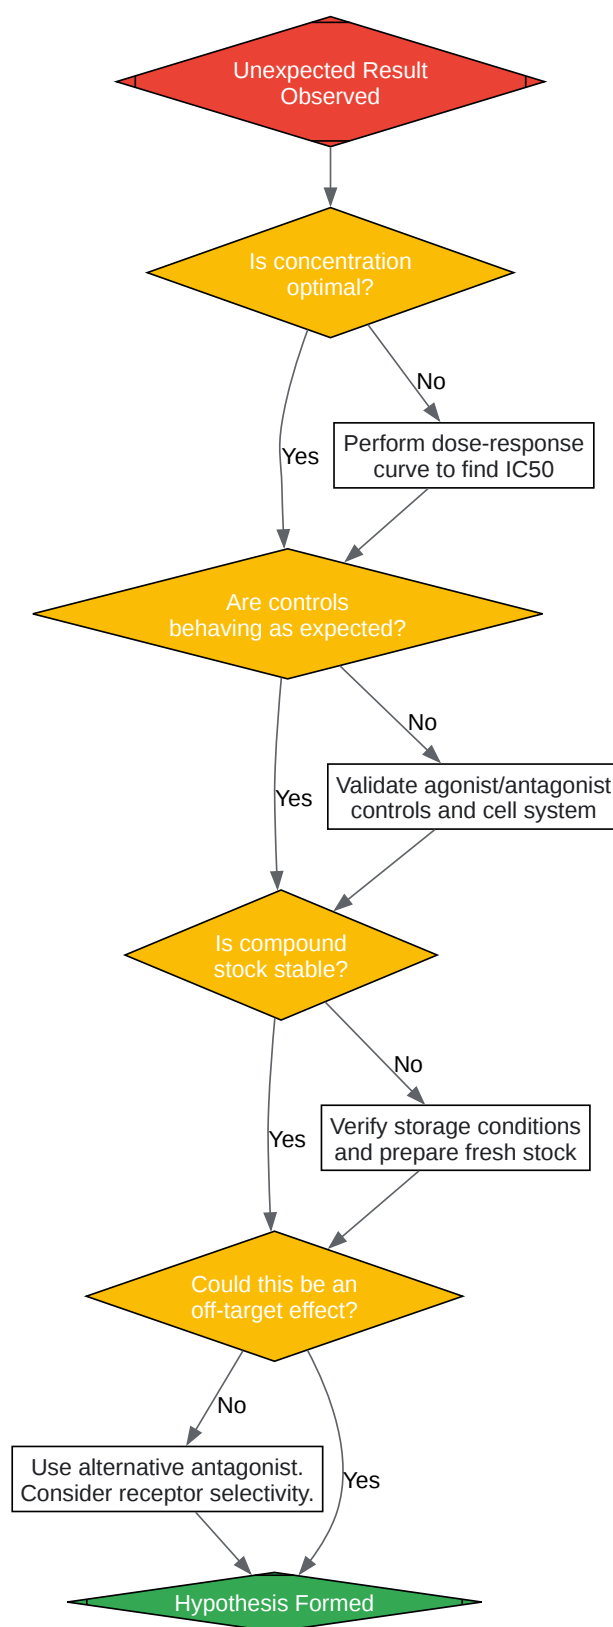 Unexpected Result
Observed
Is concentration
optimal?
No
Yes
Perform dose-response
curve to find IC50
Are controls
behaving as expected?
No
Yes
Validate agonist/antagonist
controls and cell system
Is compound
stock stable?
No
Yes
Verify storage conditions
and prepare fresh stock
Could this be an
off-target effect?
No
Use alternative antagonist.
Consider receptor selectivity.
Yes
Hypothesis Formed